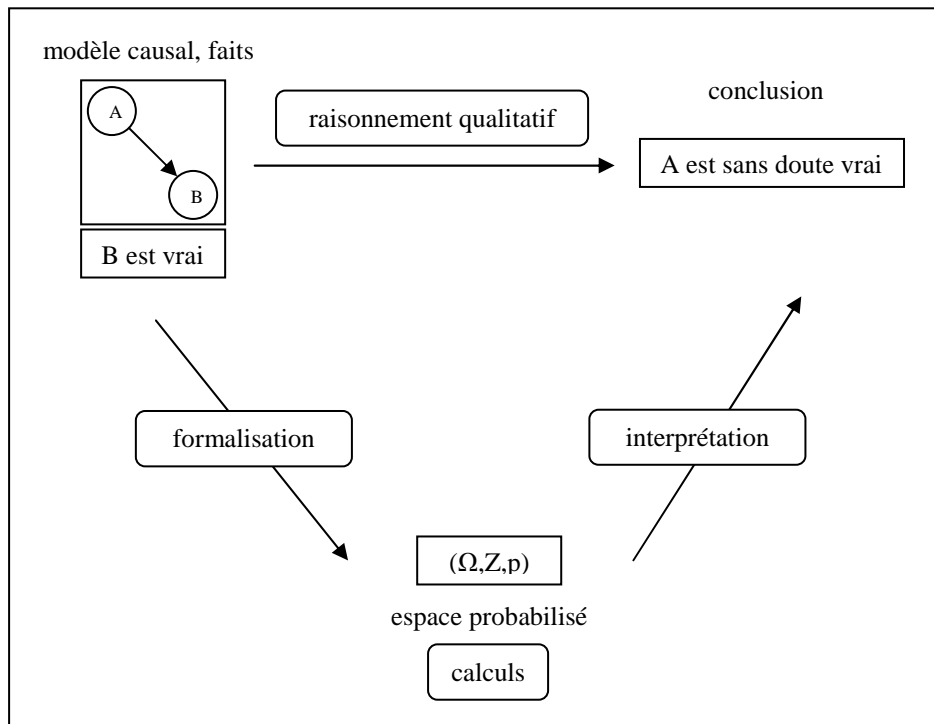 modèle causal, faits
A
B
B est vrai
raisonnement qualitatif
conclusion
A est sans doute vrai
formalisation
interprétation
(Ω,Z,p)
espace probabilisé
calculs